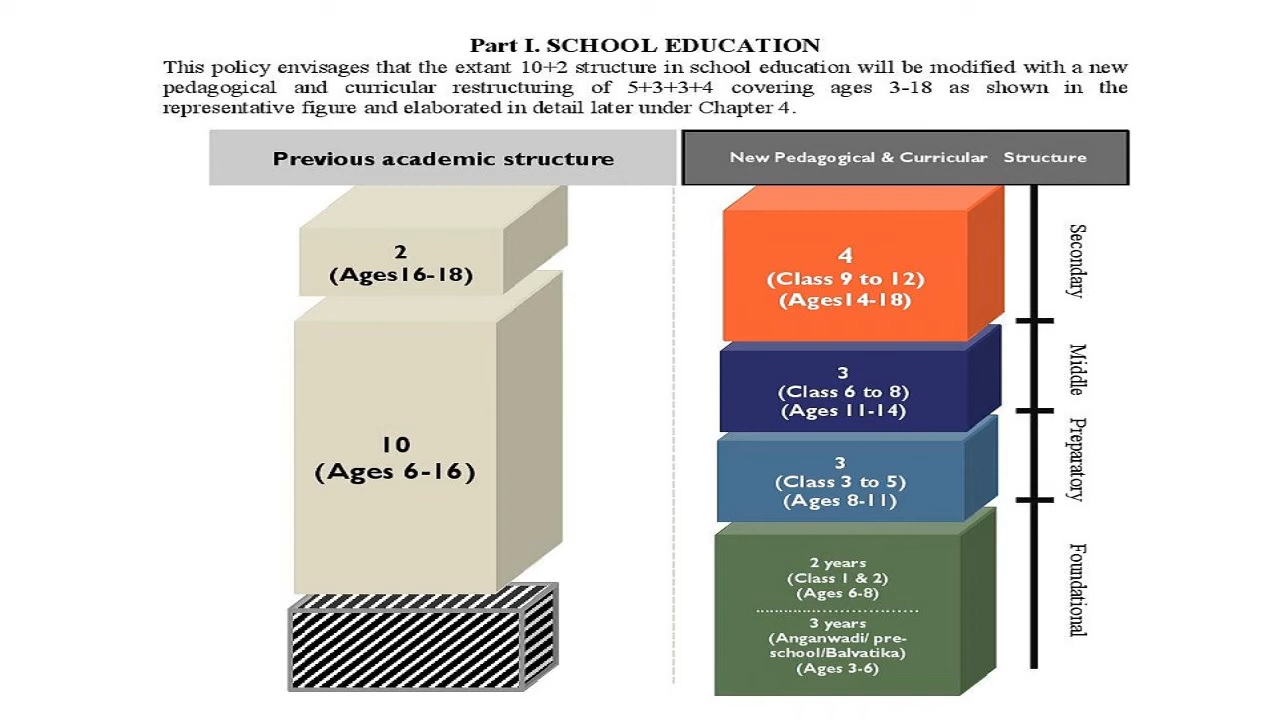 Part I. SCHOOL EDUCATION
This policy envisages that the extant 10+2 structure in school education will be modified with a new
pedagogical and curricular restructuring of 5+3+3+4 covering ages 3-18 as shown in the
representative figure and elaborated in detail later under Chapter 4.
Previous academic structure
New Pedagogical & Curricular Structure
2
(Ages16-18)
10
(Ages 6-16)
4
(Class 9 to 12)
(Ages14-18)
Secondary
3
(Class 6 to 8)
(Ages 11-14)
Middle
3
(Class 3 to 5)
(Ages 8-11)
Preparatory
2 years
(Class 1 & 2)
(Ages 6-8)
3 years
(Anganwadi/ pre-
school/Balvatika)
(Ages 3-6)
Foundational